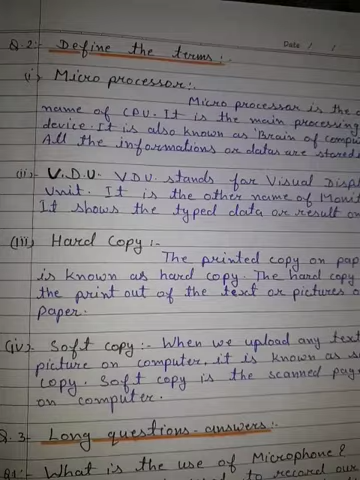 Date / /
Q.2:- Define the terms:-
(i) Micro processor:-
Micro processor is the
name of CPU. It is the main processing
device. It is also known as 'Brain of
All the informations or datas are stored
(ii):- V.D.U. VDU stands for Visual
Unit. It is the other name of
It shows the typed data or result on
(iii) Hard Copy :-
The printed copy on
is known as hard copy. The hard copy
the print out of the text or pictures
paper.
(iv)- Soft copy:- When we upload any text
picture on computer, it is known as
copy. Soft copy is the scanned
on computer.
Q.3- Long questions-answers:-
Q1:- What is the use of Microphone?
to record our